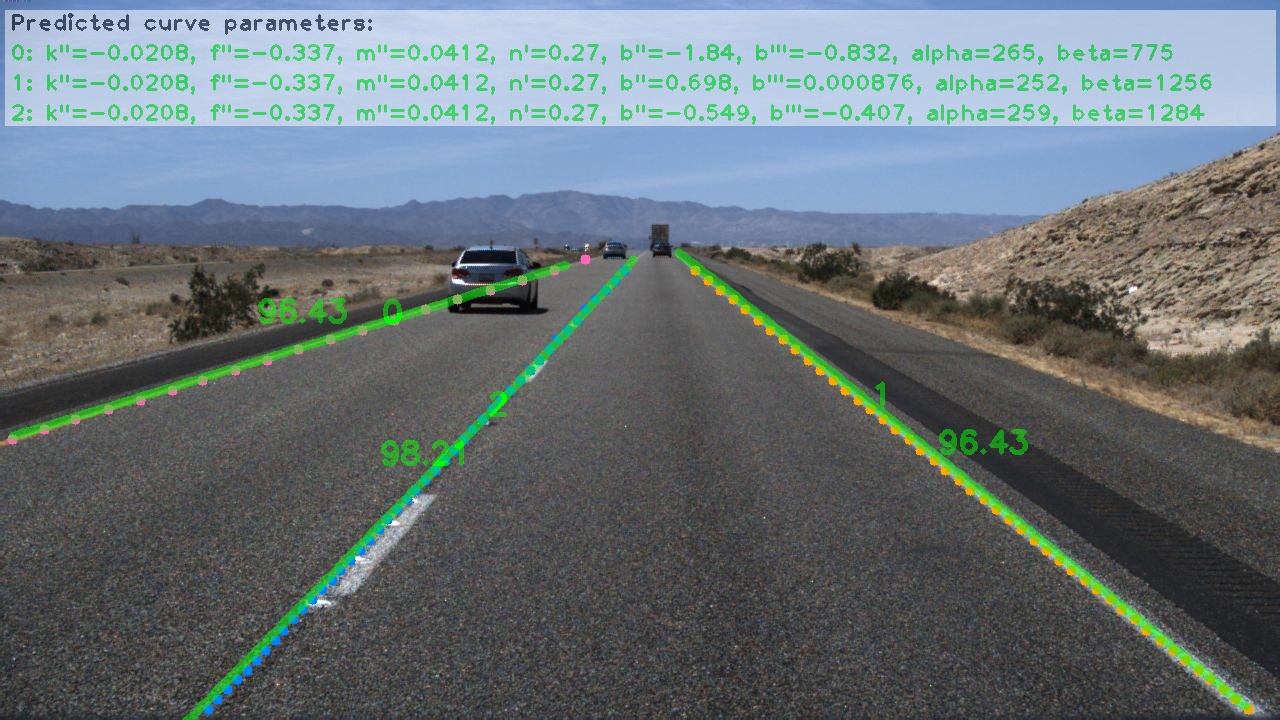 Predicted curve parameters:
0: k"=-0.0208, f"=-0.337, m"=0.0412, n'=0.27, b"=-1.84, b'"=-0.832, alpha=265, beta=775
1: k"=-0.0208, f"=-0.337, m"=0.0412, n'=0.27, b"=0.698, b'"=0.000876, alpha=252, beta=1256
2: k"=-0.0208, f"=-0.337, m"=0.0412, n'=0.27, b"=-0.549, b'"=-0.407, alpha=259, beta=1284
96.43 0
2
1
98.21
96.43